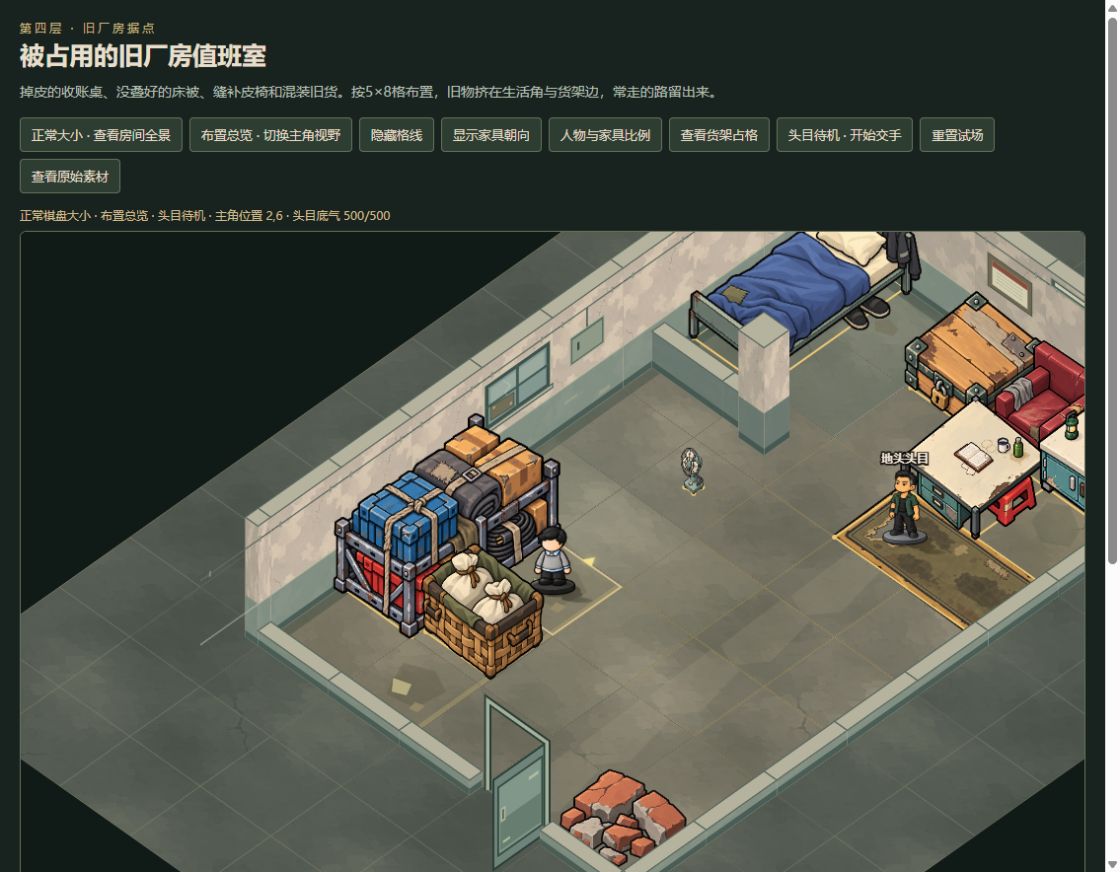 第四层 · 旧厂房据点
被占用的旧厂房值班室
掉皮的收账桌、没叠好的床被、缝补皮椅和混装旧货。按5×8格布置，旧物挤在生活角与货架边，常走的路留出来。
正常大小 · 查看房间全景
布置总览 · 切换主角视野
隐藏格线
显示家具朝向
人物与家具比例
查看货架占格
头目待机 · 开始交手
重置试场
查看原始素材
正常棋盘大小 · 布置总览 · 头目待机 · 主角位置 2,6 · 头目底气 500/500
地头头目